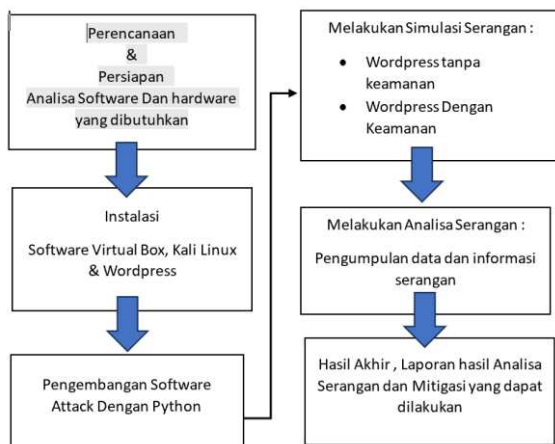 Perencanaan
&
Persiapan
Analisa Software Dan hardware
yang dibutuhkan
Instalasi
Software Virtual Box, Kali Linux
& Wordpress
Pengembangan Software
Attack Dengan Python
Melakukan Simulasi Serangan :
• Wordpress tanpa
keamanan
• Wordpress Dengan
Keamanan
Melakukan Analisa Serangan :
Pengumpulan data dan informasi
serangan
Hasil Akhir , Laporan hasil Analisa
Serangan dan Mitigasi yang dapat
dilakukan